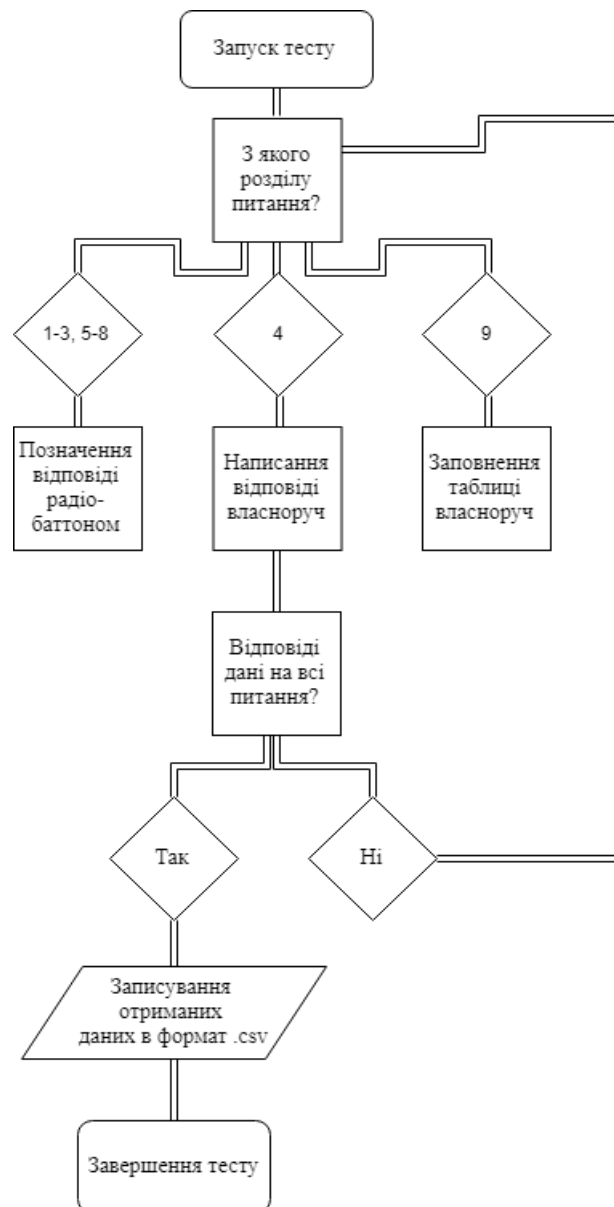 Запуск тесту
З якого
розділу
питання?
1-3, 5-8
4
9
Позначення
відповіді
радіо-
баттоном
Написання
відповіді
власноруч
Заповнення
таблиці
власноруч
Відповіді
дані на всі
питання?
Так
Ні
Записування
отриманих
даних в формат .csv
Завершення тесту